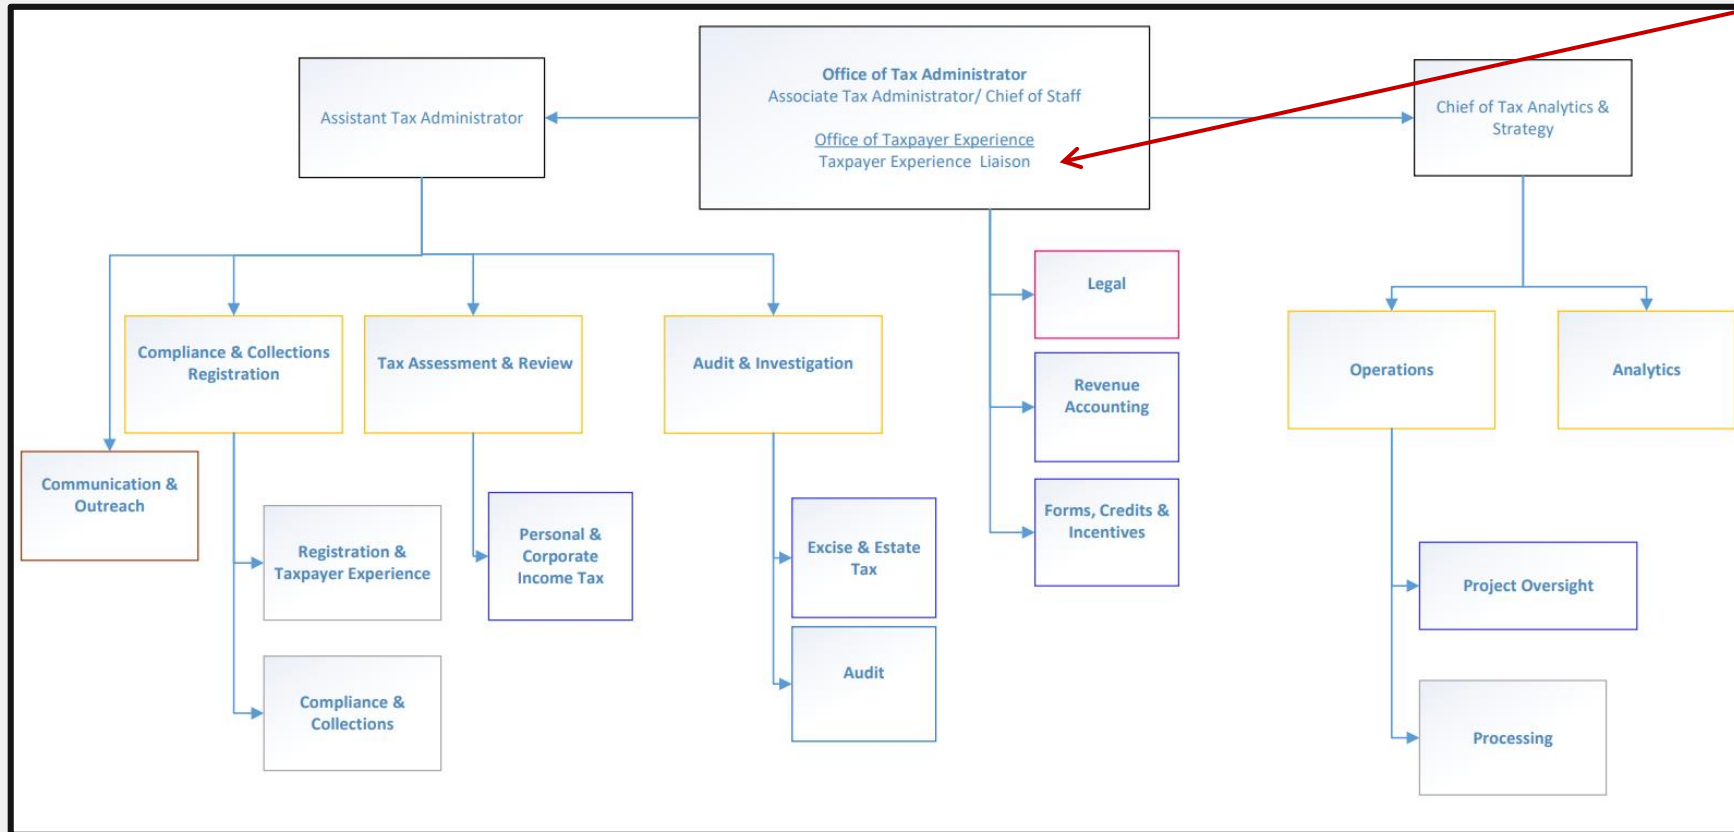 Office of Tax Administrator
Associate Tax Administrator/ Chief of Staff
Office of Taxpayer Experience
Taxpayer Experience Liaison
Assistant Tax Administrator
Chief of Tax Analytics &
Strategy
Legal
Revenue
Accounting
Forms, Credits &
Incentives
Compliance & Collections
Registration
Tax Assessment & Review
Audit & Investigation
Operations
Analytics
Communication &
Outreach
Registration &
Taxpayer Experience
Compliance &
Collections
Personal &
Corporate
Income Tax
Excise & Estate
Tax
Audit
Project Oversight
Processing